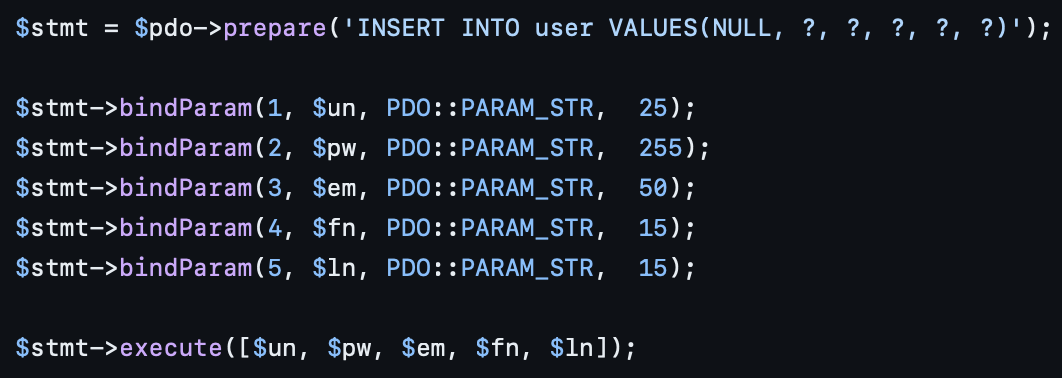 $stmt = $pdo->prepare('INSERT INTO user VALUES(NULL, ?, ?, ?, ?, ?)');
$stmt->bindParam(1, $un, PDO::PARAM_STR,  25);
$stmt->bindParam(2, $pw, PDO::PARAM_STR,  255);
$stmt->bindParam(3, $em, PDO::PARAM_STR,  50);
$stmt->bindParam(4, $fn, PDO::PARAM_STR,  15);
$stmt->bindParam(5, $ln, PDO::PARAM_STR,  15);
$stmt->execute([$un, $pw, $em, $fn, $ln]);